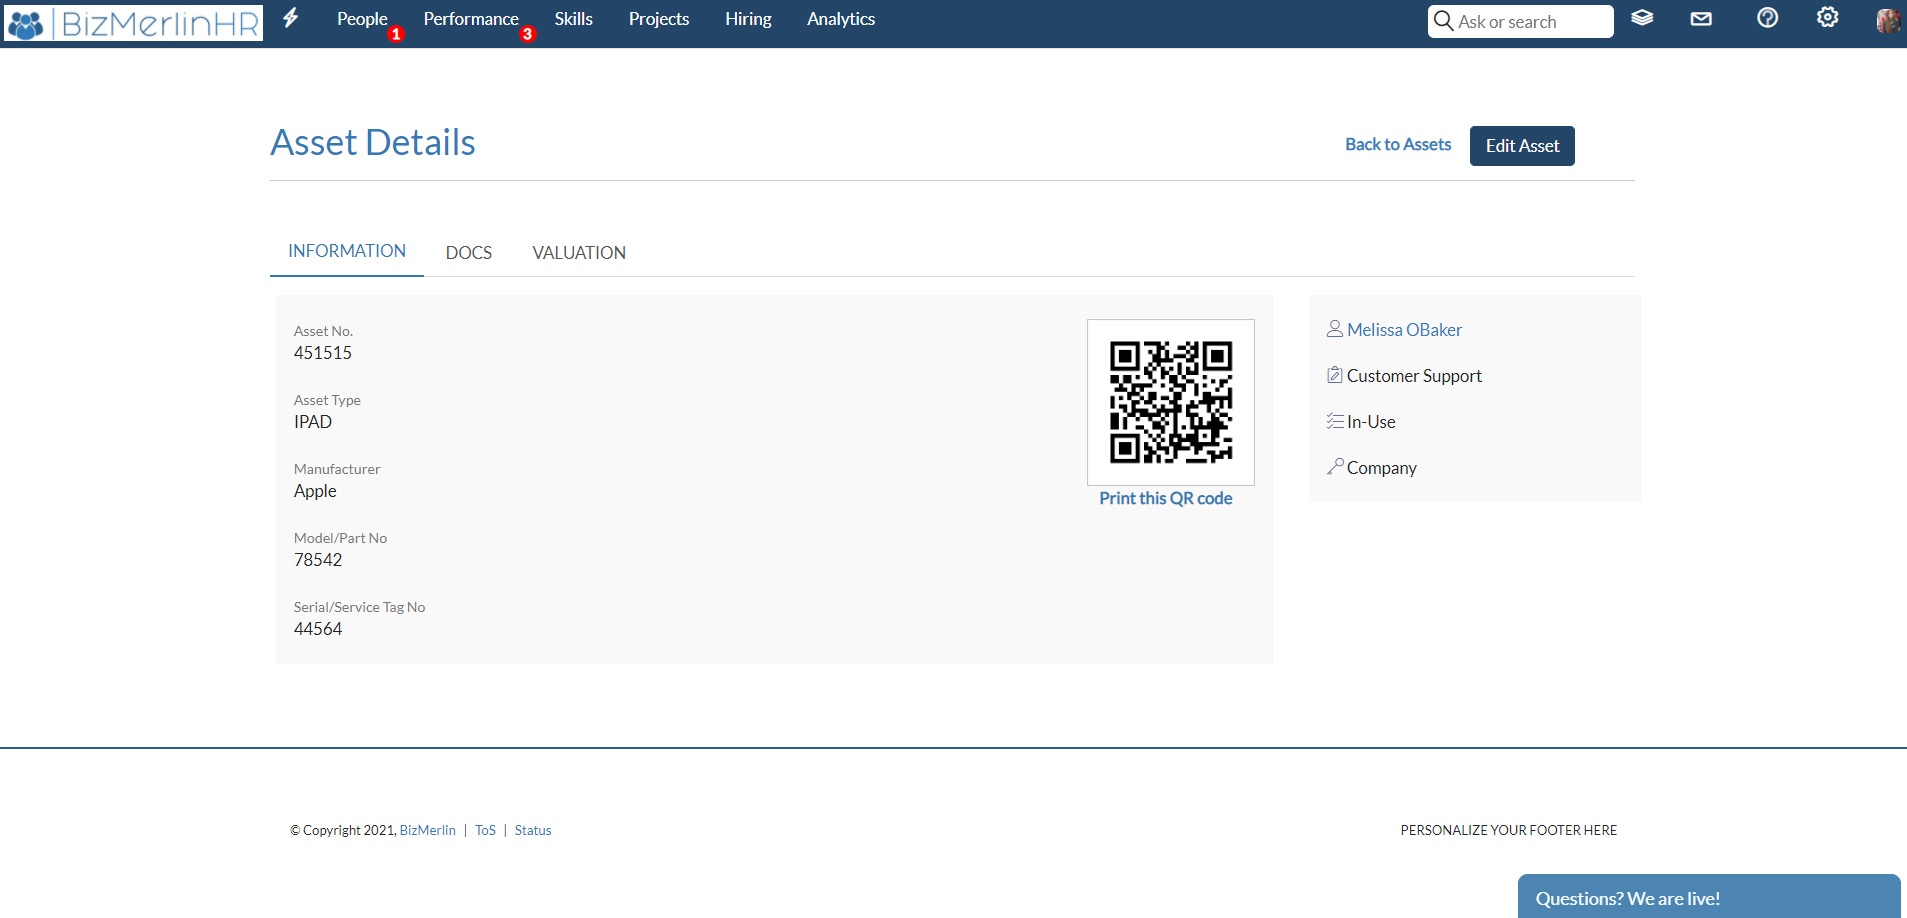 BizMerlinHR
People 1
Performance 3
Skills
Projects
Hiring
Analytics
Ask or search
Asset Details
Back to Assets
Edit Asset
INFORMATION
DOCS
VALUATION
Asset No.
451515
Asset Type
IPAD
Manufacturer
Apple
Model/Part No
78542
Serial/Service Tag No
44564
Print this QR code
Melissa OBaker
Customer Support
In-Use
Company
© Copyright 2021, BizMerlin | ToS | Status
PERSONALIZE YOUR FOOTER HERE
Questions? We are live!